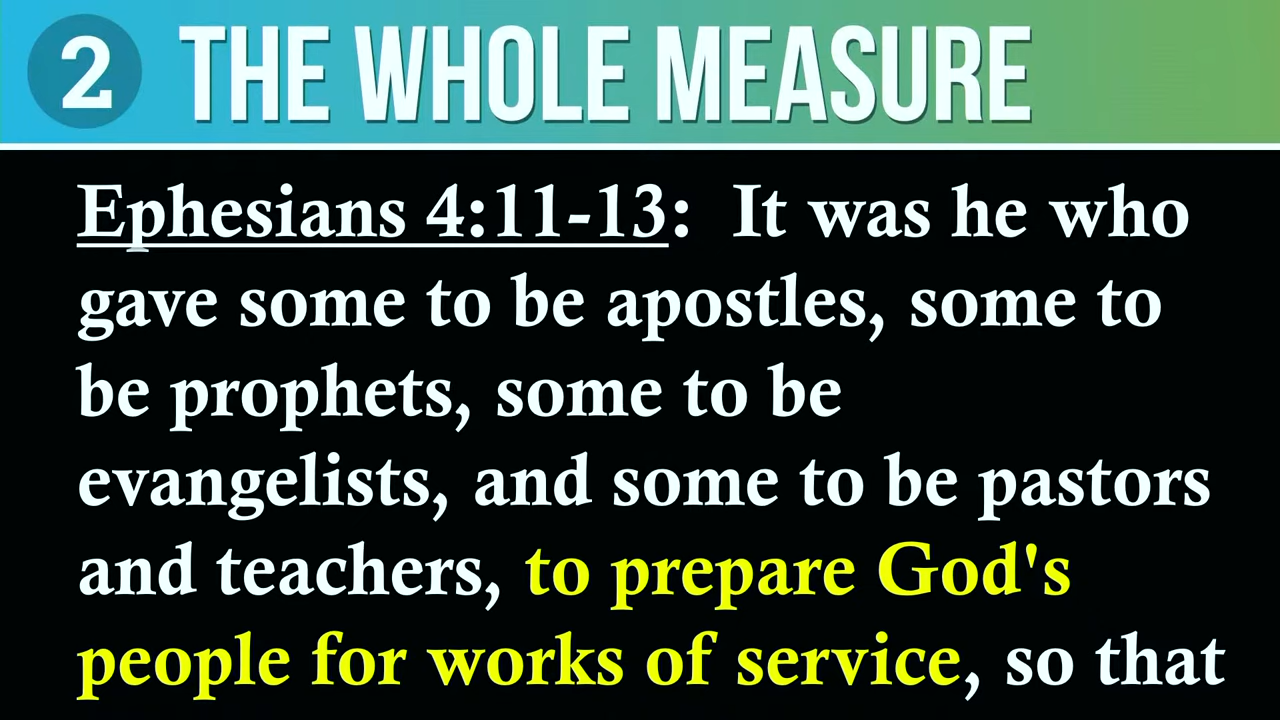 2 THE WHOLE MEASURE
Ephesians 4:11-13: It was he who
gave some to be apostles, some to
be prophets, some to be
evangelists, and some to be pastors
and teachers, to prepare God's
people for works of service, so that